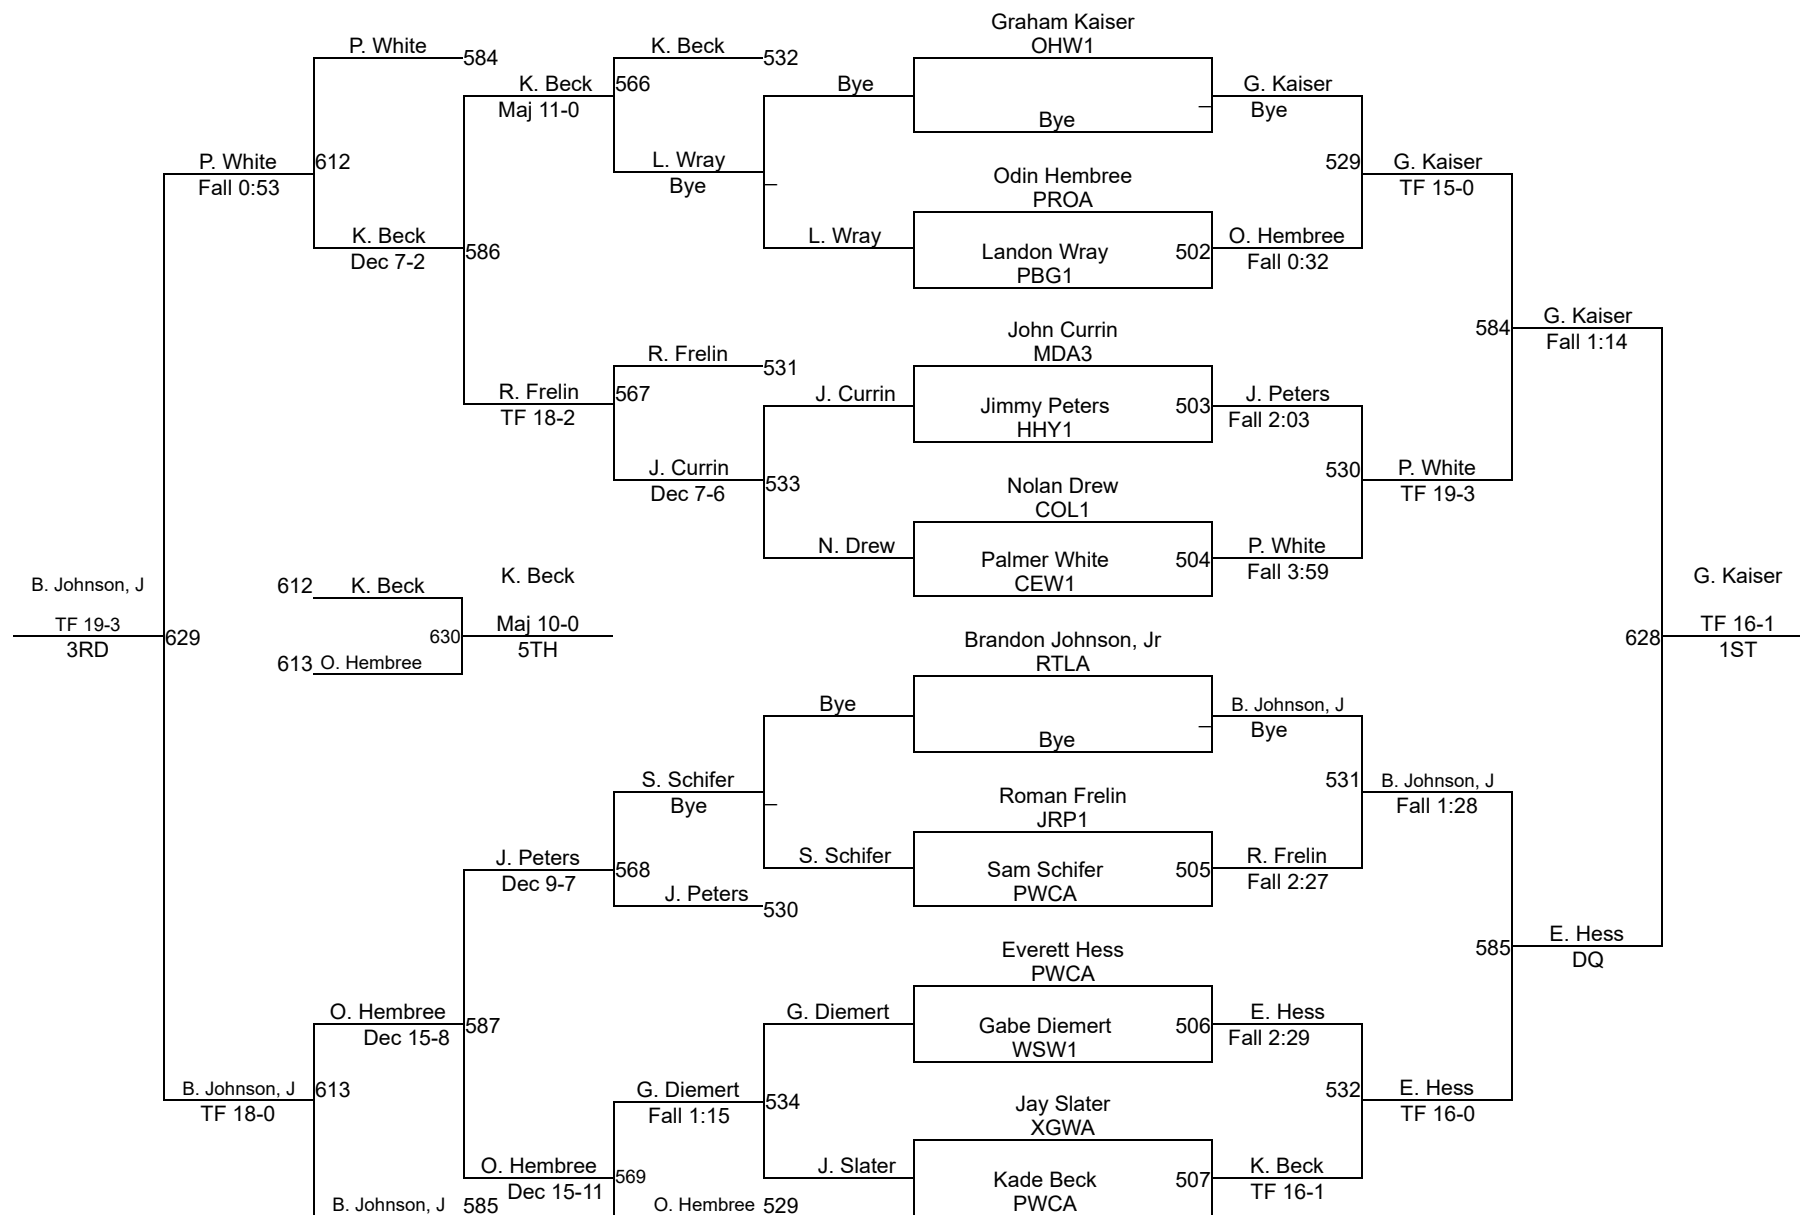 Graham Kaiser
OHW1
P. White
584
K. Beck
532
K. Beck
566
Bye
G. Kaiser
Maj 11-0
Bye
Bye
P. White
612
L. Wray
529
G. Kaiser
Fall 0:53
Bye
Odin Hembree
TF 15-0
PROA
K. Beck
586
L. Wray
Landon Wray
502
O. Hembree
Dec 7-2
PBG1
Fall 0:32
John Currin
584
G. Kaiser
MDA3
Fall 1:14
R. Frelin
531
R. Frelin
567
J. Currin
Jimmy Peters
503
J. Peters
TF 18-2
HHY1
Fall 2:03
J. Currin
533
530
P. White
Dec 7-6
Nolan Drew
TF 19-3
COL1
N. Drew
Palmer White
504
P. White
CEW1
Fall 3:59
B. Johnson, J
612
K. Beck
K. Beck
G. Kaiser
TF 19-3
629
630
Maj 10-0
628
TF 16-1
3RD
5TH
1ST
613
O. Hembree
Brandon Johnson, Jr
RTLA
Bye
B. Johnson, J
Bye
Bye
S. Schifer
531
B. Johnson, J
Bye
Roman Frelin
Fall 1:28
JRP1
J. Peters
568
S. Schifer
Sam Schifer
505
R. Frelin
Dec 9-7
PWCA
Fall 2:27
J. Peters
530
Everett Hess
585
E. Hess
PWCA
DQ
O. Hembree
587
G. Diemert
Gabe Diemert
506
E. Hess
Dec 15-8
WSW1
Fall 2:29
B. Johnson, J
613
G. Diemert
534
532
E. Hess
TF 18-0
Fall 1:15
Jay Slater
TF 16-0
XGWA
O. Hembree
569
J. Slater
Kade Beck
507
K. Beck
Dec 15-11
PWCA
TF 16-1
B. Johnson, J
585
O. Hembree
529